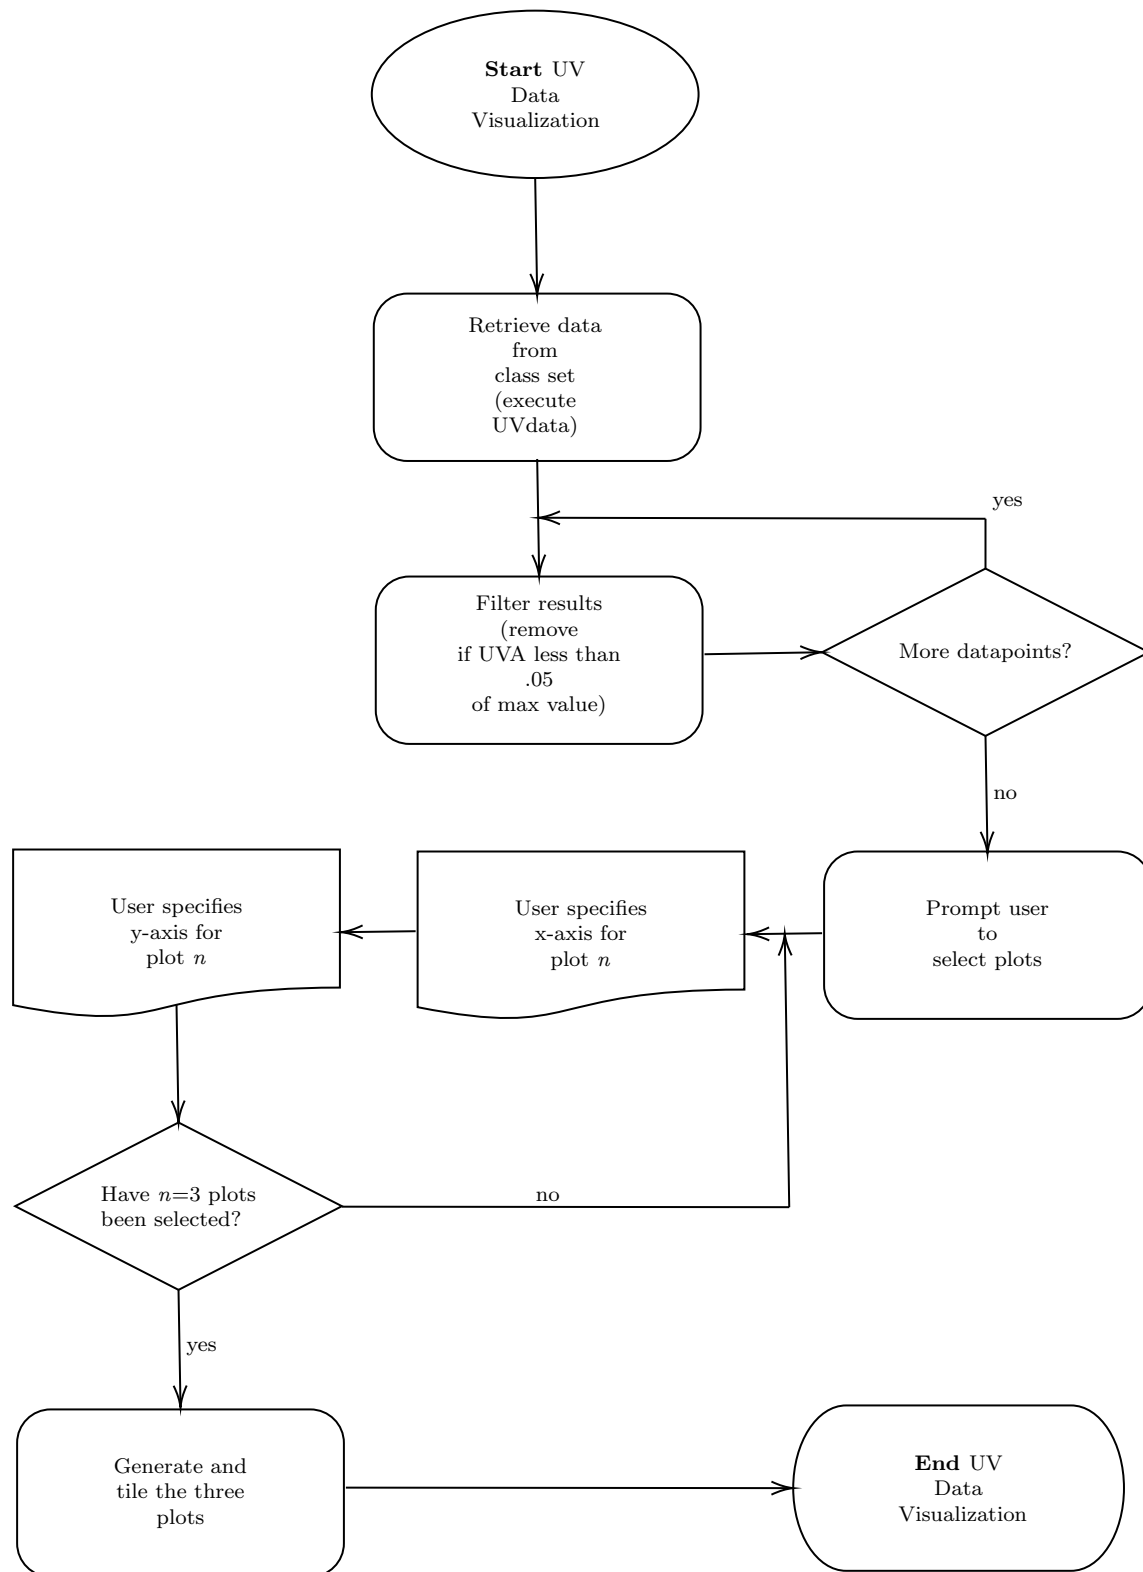 Start UV
Data
Visualization
Retrieve data
from
class set
(execute
UVdata)
yes
Filter results
(remove
if UVA less than
.05
of max value)
More datapoints?
no
Prompt user
to
select plots
User specifies
x-axis for
plot n
User specifies
y-axis for
plot n
Have n=3 plots
been selected?
no
yes
Generate and
tile the three
plots
End UV
Data
Visualization